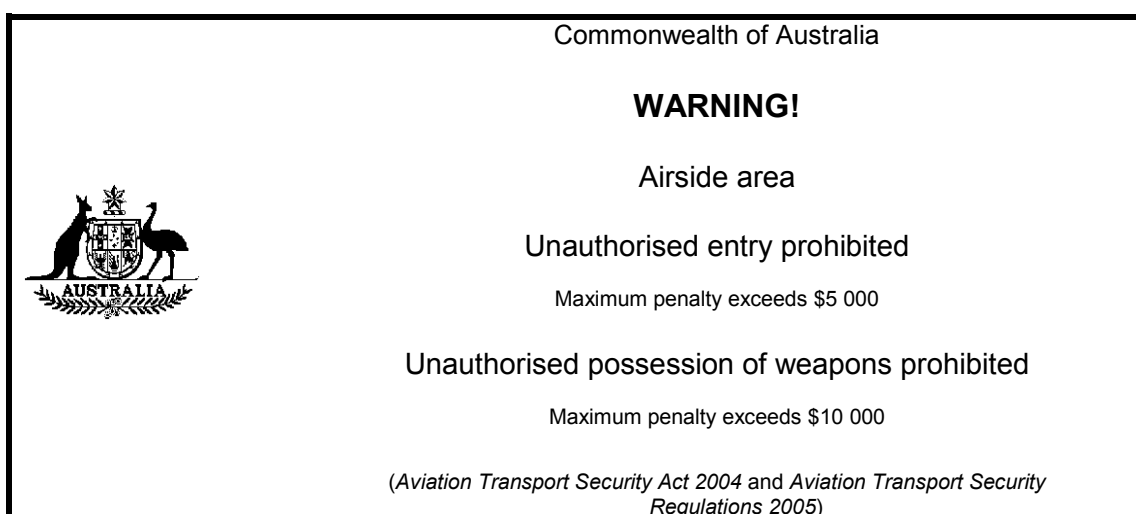 Commonwealth of Australia
WARNING!
Airside area
Unauthorised entry prohibited
Maximum penalty exceeds $5 000
AUSTRALIA
Unauthorised possession of weapons prohibited
Maximum penalty exceeds $10 000
(Aviation Transport Security Act 2004 and Aviation Transport Security
Regulations 2005)